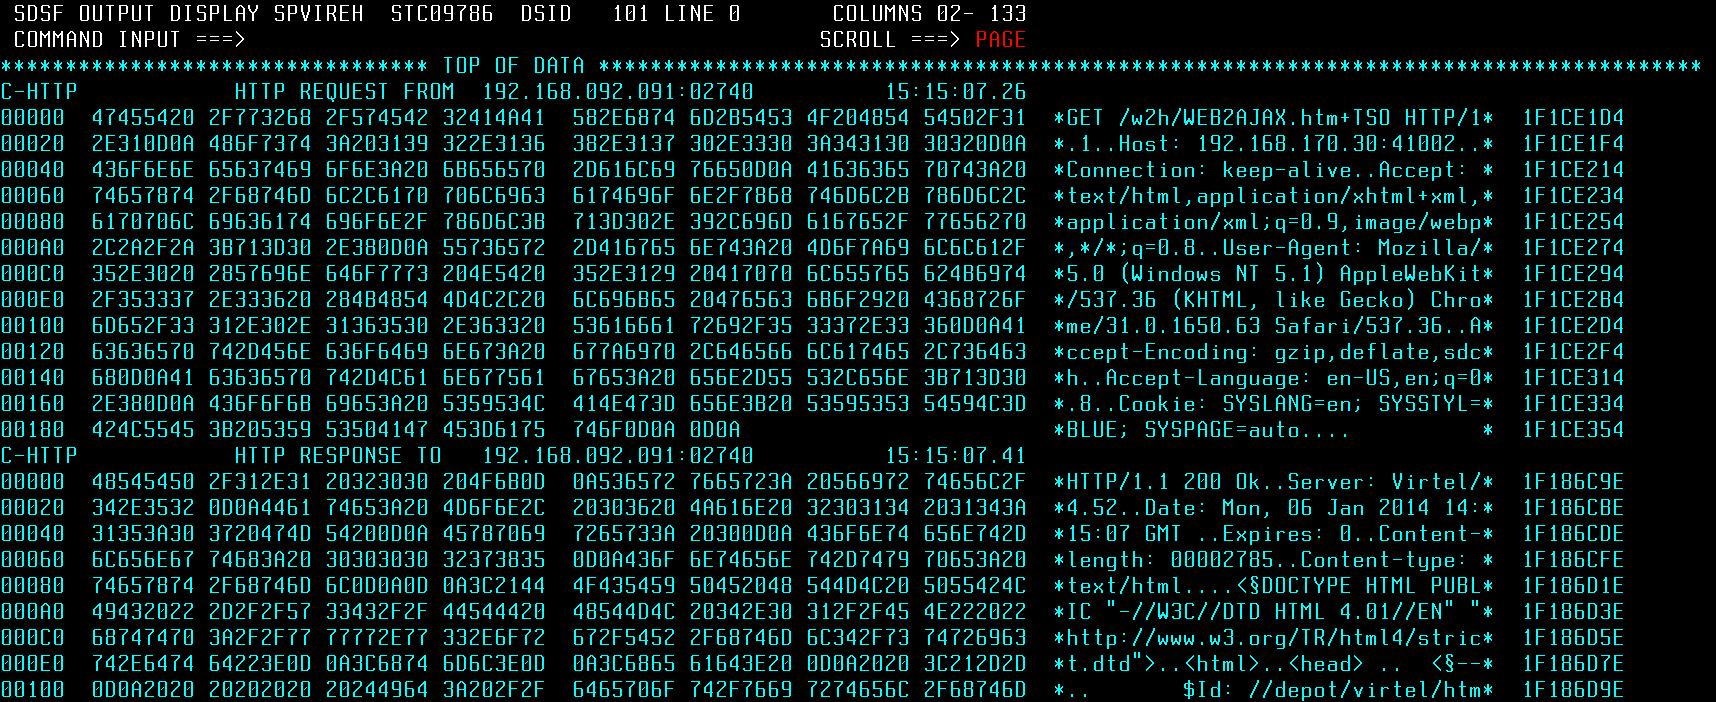 SDSF OUTPUT DISPLAY SPVIREH  STC09786  DSID   101 LINE 0       COLUMNS 02- 133
COMMAND INPUT ===>                                            SCROLL ===> PAGE
********************************* TOP OF DATA *************************************************************************************
C-HTTP            HTTP REQUEST FROM  192.168.092.091:02740          15:15:07.26
00000  47455420 2F773268 2F574542 32414A41  582E6874 6D2B5453 4F204854 54502F31  *GET /w2h/WEB2AJAX.htm+TSO HTTP/1*  1F1CE1D4
00020  2E310D0A 486F7374 3A203139 322E3136  382E3137 302E3330 3A343130 30320D0A  *.1..Host: 192.168.170.30:41002..*  1F1CE1F4
00040  436F6E6E 65637469 6F6E3A20 6B656570  2D616C69 76650D0A 41636365 70743A20  *Connection: keep-alive..Accept: *  1F1CE214
00060  74657874 2F68746D 6C2C6170 706C6963  6174696F 6E2F7868 746D6C2B 786D6C2C  *text/html,application/xhtml+xml,*  1F1CE234
00080  6170706C 69636174 696F6E2F 786D6C3B  713D302E 392C696D 6167652F 77656270  *application/xml;q=0.9,image/webp*  1F1CE254
000A0  2C2A2F2A 3B713D30 2E380D0A 55736572  2D416765 6E743A20 4D6F7A69 6C6C612F  *,*/*;q=0.8..User-Agent: Mozilla/*  1F1CE274
000C0  352E3020 2857696E 646F7773 204E5420  352E3129 20417070 6C655765 624B6974  *5.0 (Windows NT 5.1) AppleWebKit*  1F1CE294
000E0  2F353337 2E333620 284B4854 4D4C2C20  6C696B65 20476563 6B6F2920 4368726F  */537.36 (KHTML, like Gecko) Chro*  1F1CE2B4
00100  6D652F33 312E302E 31363530 2E363320  53616661 72692F35 33372E33 360D0A41  *me/31.0.1650.63 Safari/537.36..A*  1F1CE2D4
00120  63636570 742D456E 636F6469 6E673A20  677A6970 2C646566 6C617465 2C736463  *ccept-Encoding: gzip,deflate,sdc*  1F1CE2F4
00140  680D0A41 63636570 742D4C61 6E677561  67653A20 656E2D55 532C656E 3B713D30  *h..Accept-Language: en-US,en;q=0*  1F1CE314
00160  2E380D0A 436F6F6B 69653A20 5359534C  414E473D 656E3B20 53595353 54594C3D  *.8..Cookie: SYSLANG=en; SYSSTYL=*  1F1CE334
00180  424C5545 3B205359 53504147 453D6175  746F0D0A 0D0A                        *BLUE; SYSPAGE=auto....          *  1F1CE354
C-HTTP            HTTP RESPONSE TO   192.168.092.091:02740          15:15:07.41
00000  48545450 2F312E31 20323030 204F6B0D  0A536572 7665723A 20566972 74656C2F  *HTTP/1.1 200 Ok..Server: Virtel/*  1F186C9E
00020  342E3532 0D0A4461 74653A20 4D6F6E2C  20303620 4A616E20 32303134 2031343A  *4.52..Date: Mon, 06 Jan 2014 14:*  1F186CBE
00040  31353A30 3720474D 54200D0A 45787069  7265733A 20300D0A 436F6E74 656E742D  *15:07 GMT ..Expires: 0..Content-*  1F186CDE
00060  6C656E67 74683A20 30303030 32373835  0D0A436F 6E74656E 742D7479 70653A20  *length: 00002785..Content-type: *  1F186CFE
00080  74657874 2F68746D 6C0D0A0D 0A3C2144  4F435459 50452048 544D4C20 5055424C  *text/html....<§DOCTYPE HTML PUBL*  1F186D1E
000A0  49432022 2D2F2F57 33432F2F 44544420  48544D4C 20342E30 312F2F45 4E222022  *IC "-//W3C//DTD HTML 4.01//EN" "*  1F186D3E
000C0  68747470 3A2F2F77 77772E77 332E6F72  672F5452 2F68746D 6C342F73 74726963  *http://www.w3.org/TR/html4/stric*  1F186D5E
000E0  742E6474 64223E0D 0A3C6874 6D6C3E0D  0A3C6865 61643E20 0D0A2020 3C212D2D  *t.dtd">..<html>..<head> ..  <§--*  1F186D7E
00100  0D0A2020 20202020 20244964 3A202F2F  6465706F 742F7669 7274656C 2F68746D  *..       $Id: //depot/virtel/htm*  1F186D9E